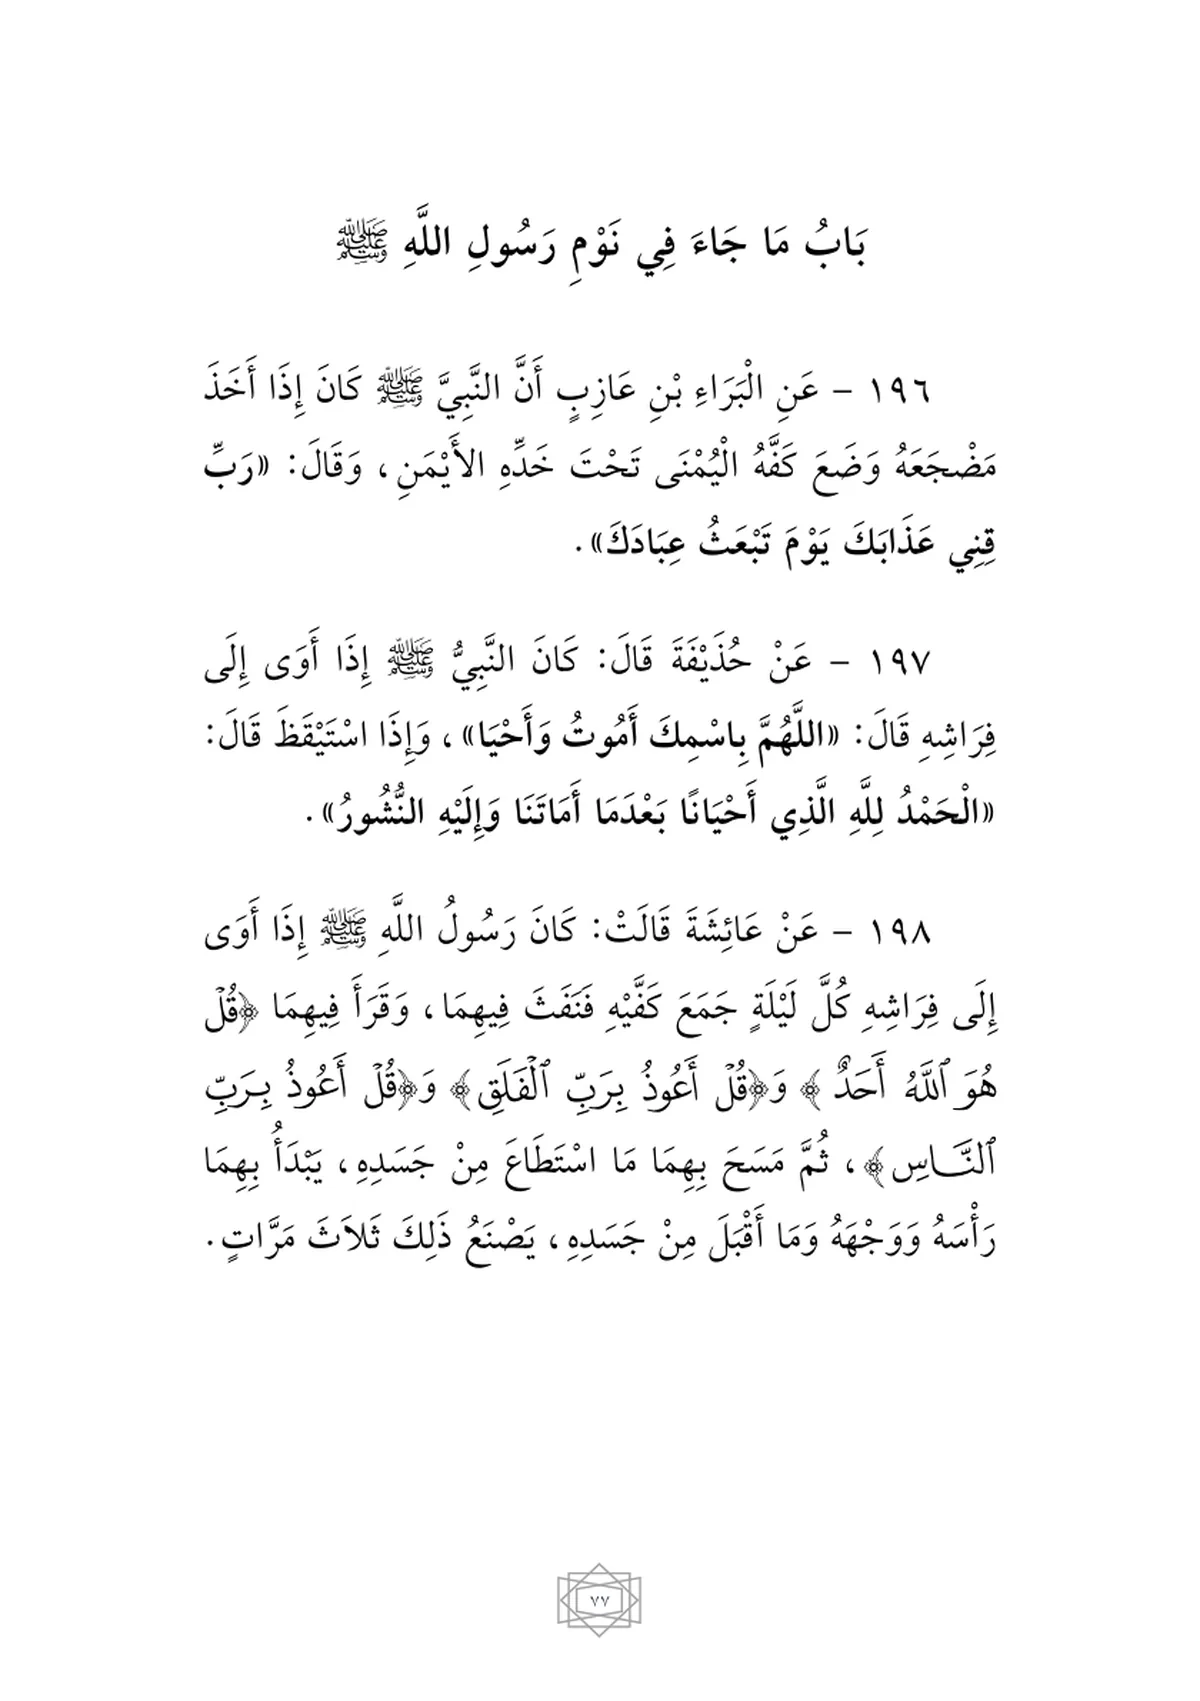 بَابُ مَا جَاءَ فِي نَوْمِ رَسُولِ اللَّهِ ﷺ
١٩٦ – عَنِ الْبَرَاءِ بْنِ عَازِبٍ أَنَّ النَّبِيَّ ﷺ كَانَ إِذَا أَخَذَ
مَضْجَعَهُ وَضَعَ كَفَّهُ الْيُمْنَى تَحْتَ خَدِّهِ الأَيْمَنِ، وَقَالَ: «رَبِّ
قِنِي عَذَابَكَ يَوْمَ تَبْعَثُ عِبَادَكَ».
١٩٧ – عَنْ حُذَيْفَةَ قَالَ: كَانَ النَّبِيُّ ﷺ إِذَا أَوَى إِلَى
فِرَاشِهِ قَالَ: «اللَّهُمَّ بِاسْمِكَ أَمُوتُ وَأَحْيَا»، وَإِذَا اسْتَيْقَظَ قَالَ:
«الْحَمْدُ لِلَّهِ الَّذِي أَحْيَانًا بَعْدَمَا أَمَاتَنَا وَإِلَيْهِ النُّشُورُ».
١٩٨ – عَنْ عَائِشَةَ قَالَتْ: كَانَ رَسُولُ اللَّهِ ﷺ إِذَا أَوَى
إِلَى فِرَاشِهِ كُلَّ لَيْلَةٍ جَمَعَ كَفَّيْهِ فَنَفَثَ فِيهِمَا، وَقَرَأَ فِيهِمَا ﴿قُلۡ
هُوَ ٱللَّهُ أَحَدٌ﴾ وَ﴿قُلۡ أَعُوذُ بِرَبِّ ٱلۡفَلَقِ﴾ وَ﴿قُلۡ أَعُوذُ بِرَبِّ
ٱلنَّاسِ﴾، ثُمَّ مَسَحَ بِهِمَا مَا اسْتَطَاعَ مِنْ جَسَدِهِ، يَبْدَأُ بِهِمَا
رَأْسَهُ وَوَجْهَهُ وَمَا أَقْبَلَ مِنْ جَسَدِهِ، يَصْنَعُ ذَلِكَ ثَلاَثَ مَرَّاتٍ.
٧٧